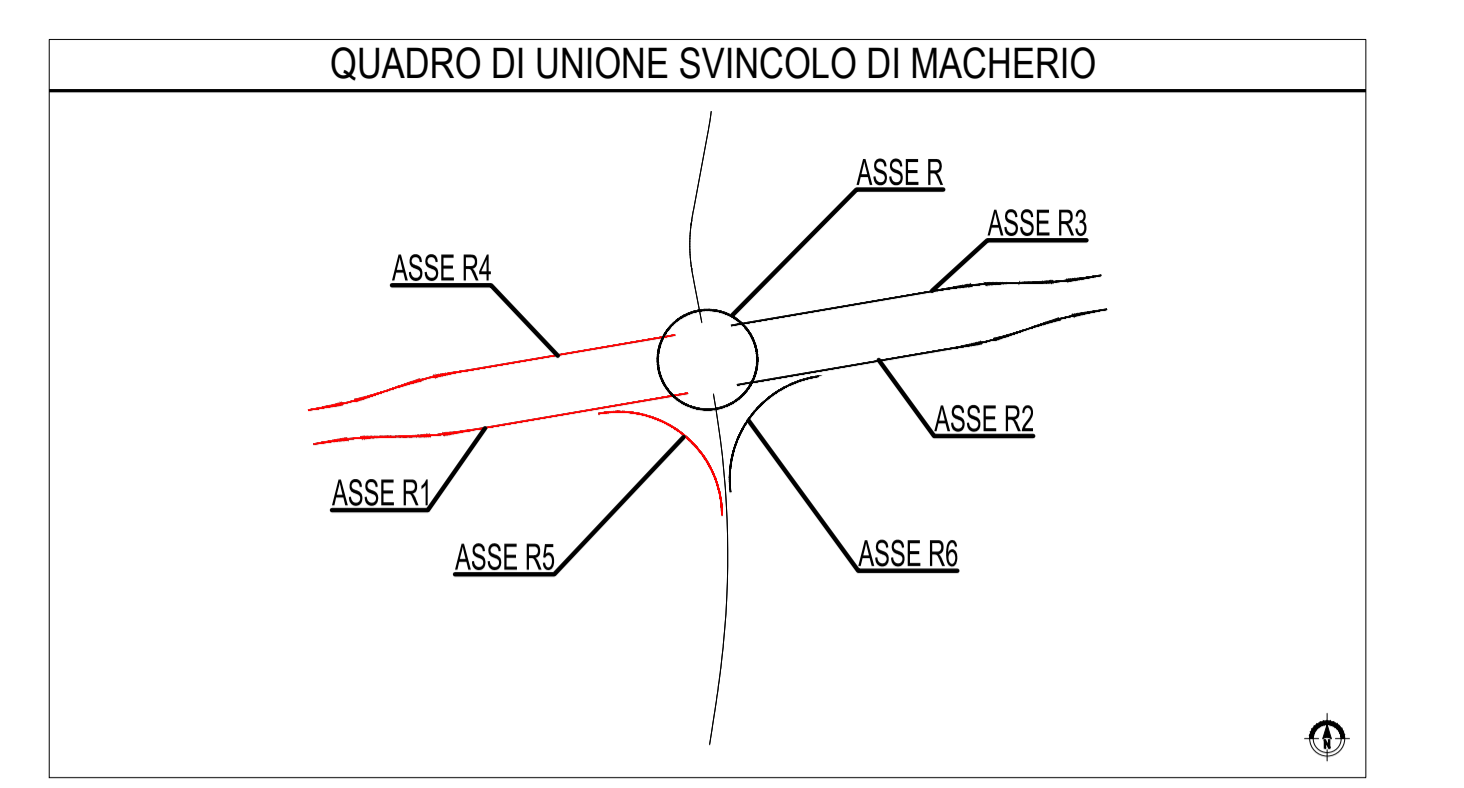 QUADRO DI UNIONE SVINCOLO DI MACHERIO
ASSE R
ASSE R3
ASSE R4
ASSE R2
ASSE R1
ASSE R5
ASSE R6
N